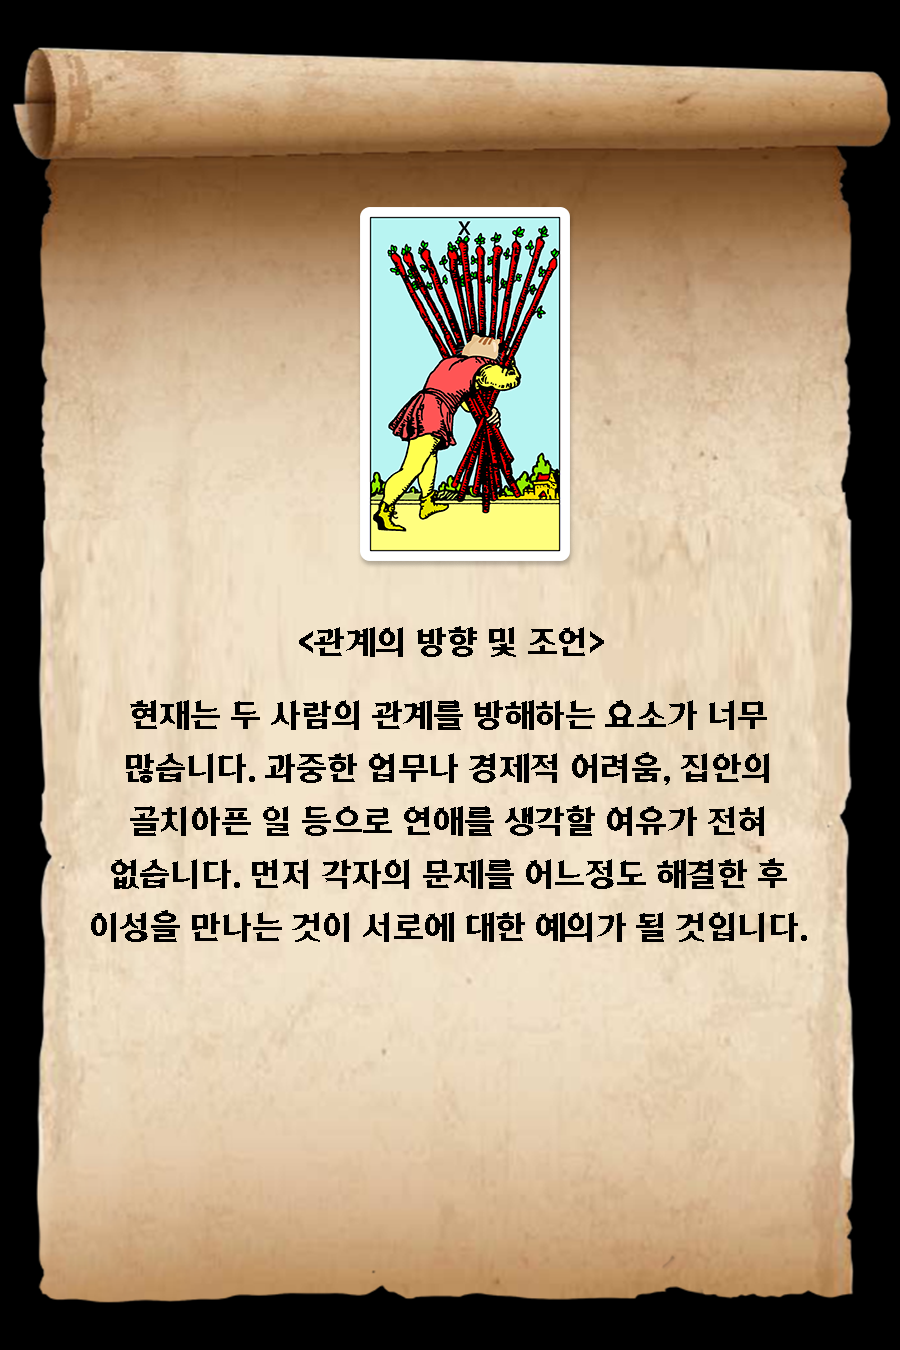 X
<관계의 방향 및 조언>
현재는 두 사람의 관계를 방해하는 요소가 너무
많습니다. 과중한 업무나 경제적 어려움, 집안의
골치아픈 일 등으로 연애를 생각할 여유가 전혀
없습니다. 먼저 각자의 문제를 어느정도 해결한 후
이성을 만나는 것이 서로에 대한 예의가 될 것입니다.